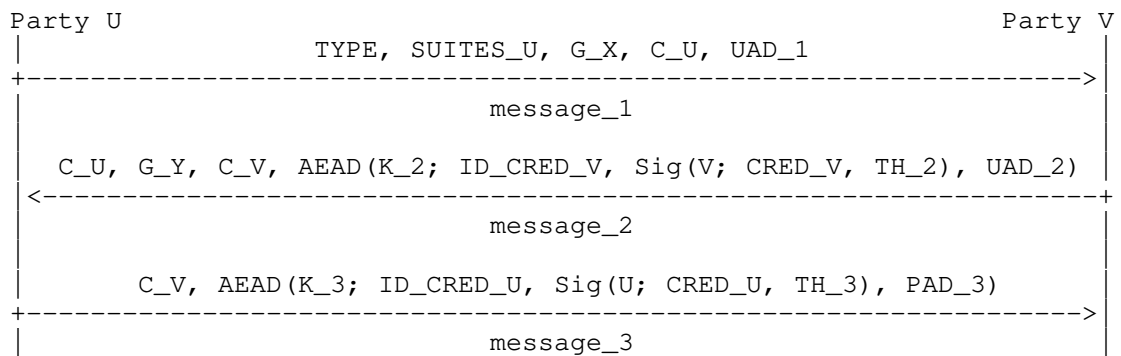 Party U Party V
TYPE, SUITES_U, G_X, C_U, UAD_1
message_1
C_U, G_Y, C_V, AEAD(K_2; ID_CRED_V, Sig(V; CRED_V, TH_2), UAD_2)
message_2
C_V, AEAD(K_3; ID_CRED_U, Sig(U; CRED_U, TH_3), PAD_3)
message_3